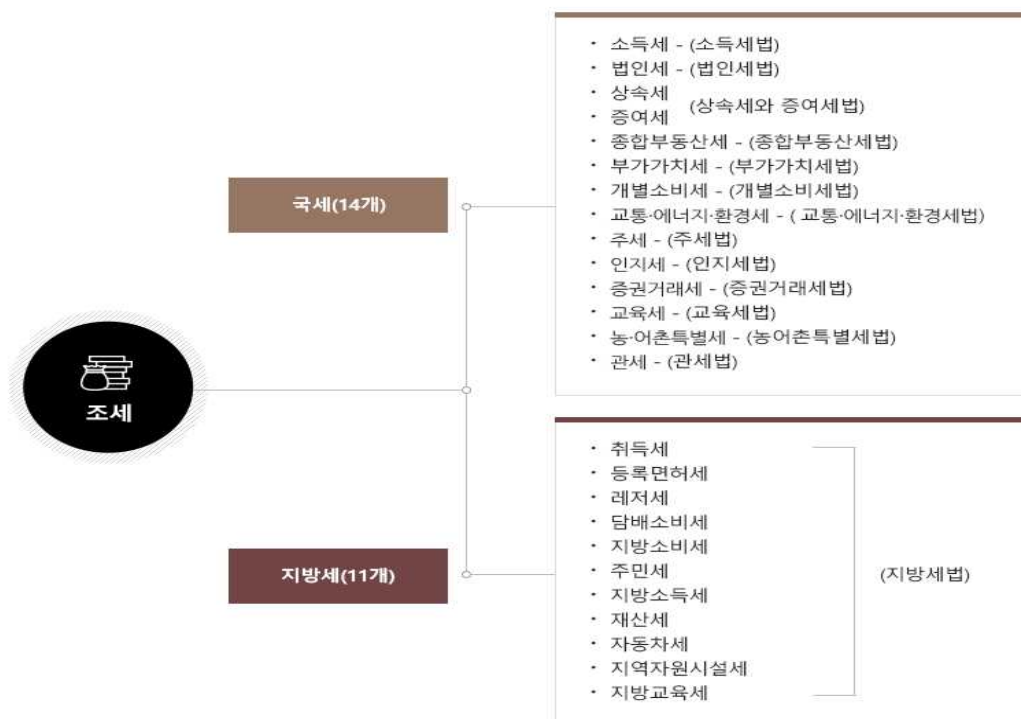 조세
국세(14개)
· 소득세 - (소득세법)
· 법인세 - (법인세법)
· 상속세
· 증여세
(상속세와 증여세법)
· 종합부동산세 - (종합부동산세법)
· 부가가치세 - (부가가치세법)
· 개별소비세 - (개별소비세법)
· 교통·에너지·환경세 - ( 교통·에너지·환경세법)
· 주세 - (주세법)
· 인지세 - (인지세법)
· 증권거래세 - (증권거래세법)
· 교육세 - (교육세법)
· 농·어촌특별세 - (농어촌특별세법)
· 관세 - (관세법)
지방세(11개)
· 취득세
· 등록면허세
· 레저세
· 담배소비세
· 지방소비세
· 주민세
· 지방소득세
· 재산세
· 자동차세
· 지역자원시설세
· 지방교육세
(지방세법)